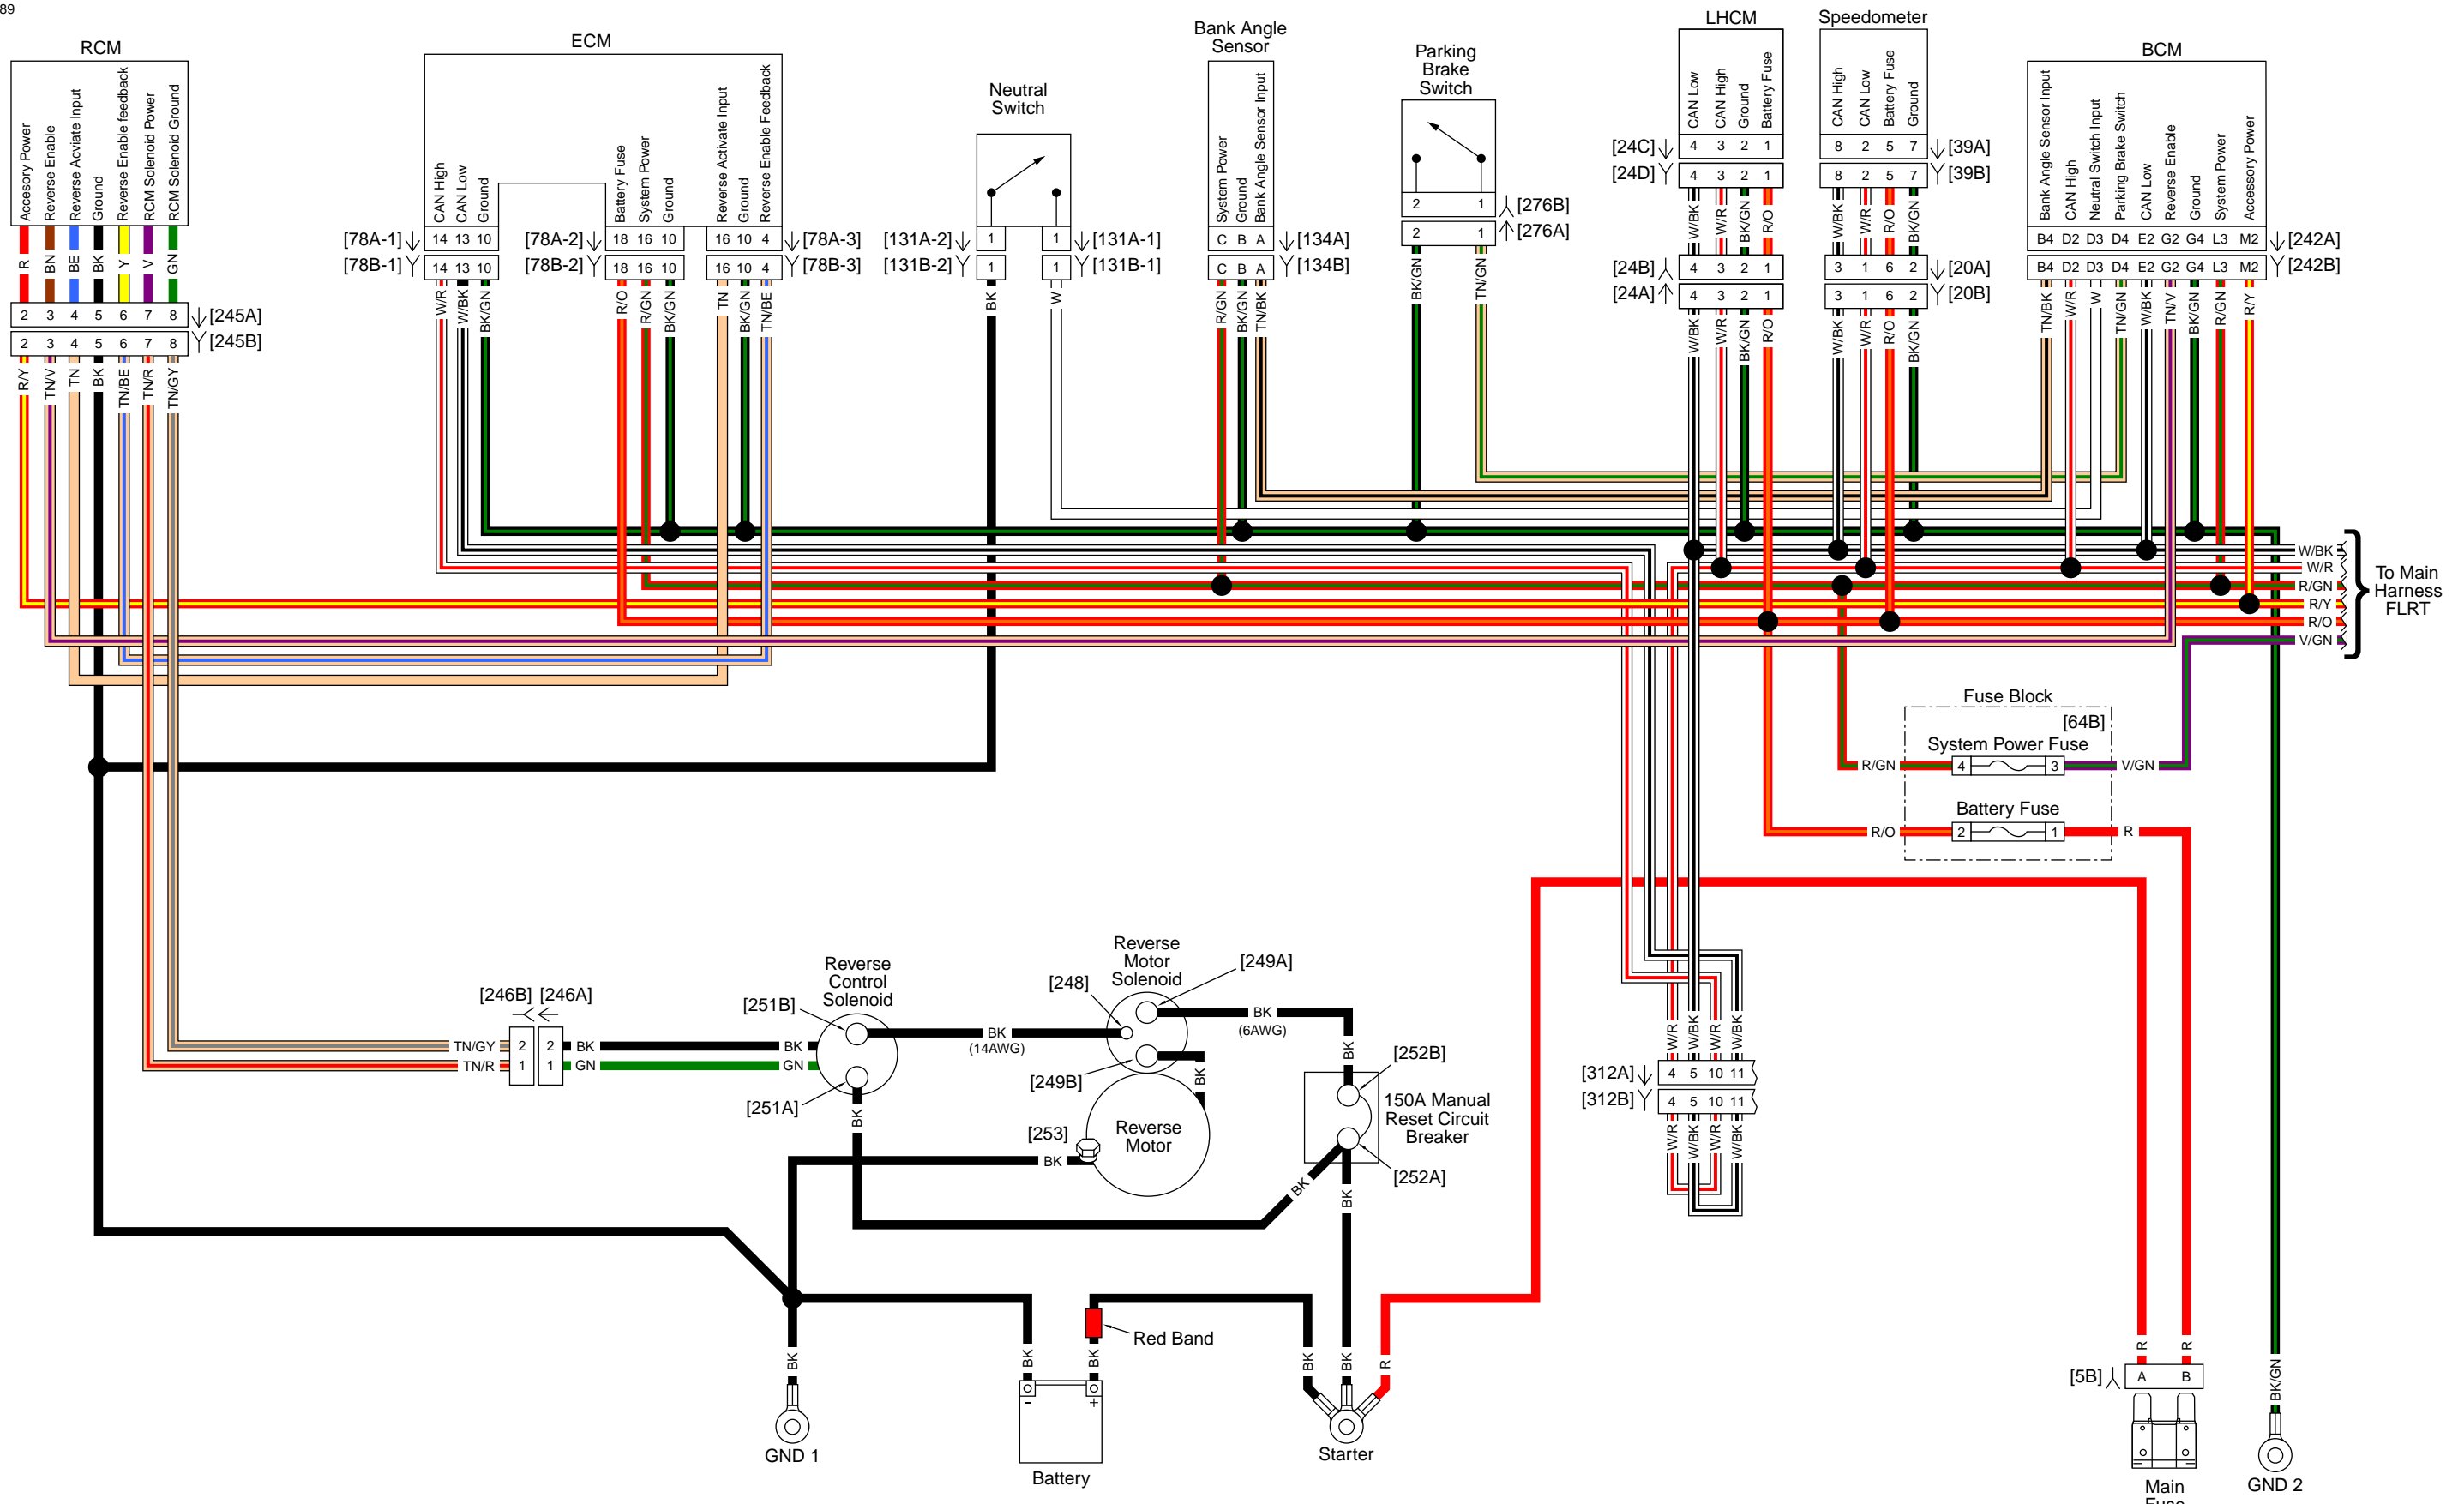 89
RCM
Accesory Power
Reverse Enable
Reverse Acviate Input
Ground
Reverse Enable feedback
RCM Solenoid Power
RCM Solenoid Ground
R
BN
BE
BK
Y
V
GN
2 3 4 5 6 7 8
[245A]
2 3 4 5 6 7 8
[245B]
R/Y
TN/V
TN
BK
TN/BE
TN/R
TN/GY
ECM
CAN High
CAN Low
Ground
Battery Fuse
System Power
Ground
Reverse Activate Input
Ground
Reverse Enable Feedback
[78A-1] 14 13 10
[78A-2] 18 16 10
16 10 4 [78A-3]
[78B-1] 14 13 10
[78B-2] 18 16 10
16 10 4 [78B-3]
W/R
W/BK
BK/GN
R/O
R/GN
BK/GN
TN
BK/GN
TN/BE
Neutral
Switch
[131A-2] 1
1 [131A-1]
[131B-2] 1
1 [131B-1]
BK
W
Bank Angle
Sensor
System Power
Ground
Bank Angle Sensor Input
C B A [134A]
C B A [134B]
R/GN
BK/GN
TN/BK
Parking
Brake
Switch
2 1 [276B]
2 1 [276A]
BK/GN
TN/GN
LHCM
CAN Low
CAN High
Ground
Battery Fuse
[24C] 4 3 2 1
[24D] 4 3 2 1
W/BK
W/R
BK/GN
R/O
[24B] 4 3 2 1
[24A] 4 3 2 1
W/BK
W/R
BK/GN
R/O
Speedometer
CAN High
CAN Low
Battery Fuse
Ground
8 2 5 7 [39A]
8 2 5 7 [39B]
W/BK
W/R
R/O
BK/GN
3 1 6 2 [20A]
3 1 6 2 [20B]
W/BK
W/R
R/O
BK/GN
BCM
Bank Angle Sensor Input
CAN High
Neutral Switch Input
Parking Brake Switch
CAN Low
Reverse Enable
Ground
System Power
Accessory Power
B4 D2 D3 D4 E2 G2 G4 L3 M2 [242A]
B4 D2 D3 D4 E2 G2 G4 L3 M2 [242B]
TN/BK
W/R
W
TN/GN
W/BK
TN/V
BK/GN
R/GN
R/Y
W/BK
W/R
R/GN
R/Y
R/O
V/GN
To Main
Harness
FLRT
Fuse Block
[64B]
System Power Fuse
R/GN 4 3 V/GN
Battery Fuse
R/O 2 1 R
[246B] [246A]
TN/GY 2 2 BK BK
TN/R 1 1 GN GN
Reverse
Control
Solenoid
[251B]
[251A]
BK
BK
(14AWG)
Reverse
Motor
Solenoid
[248]
[249A]
[249B]
BK
(6AWG)
BK
BK
[253]
BK
Reverse
Motor
[252B]
150A Manual
Reset Circuit
Breaker
[252A]
BK
BK
W/R
W/BK
W/R
W/BK
[312A] 4 5 10 11
[312B] 4 5 10 11
W/R
W/BK
W/R
W/BK
Red Band
BK
GND 1
BK
BK
-
+
Battery
BK
BK
R
Starter
R
R
[5B] A B
Main
Fuse
BK/GN
GND 2